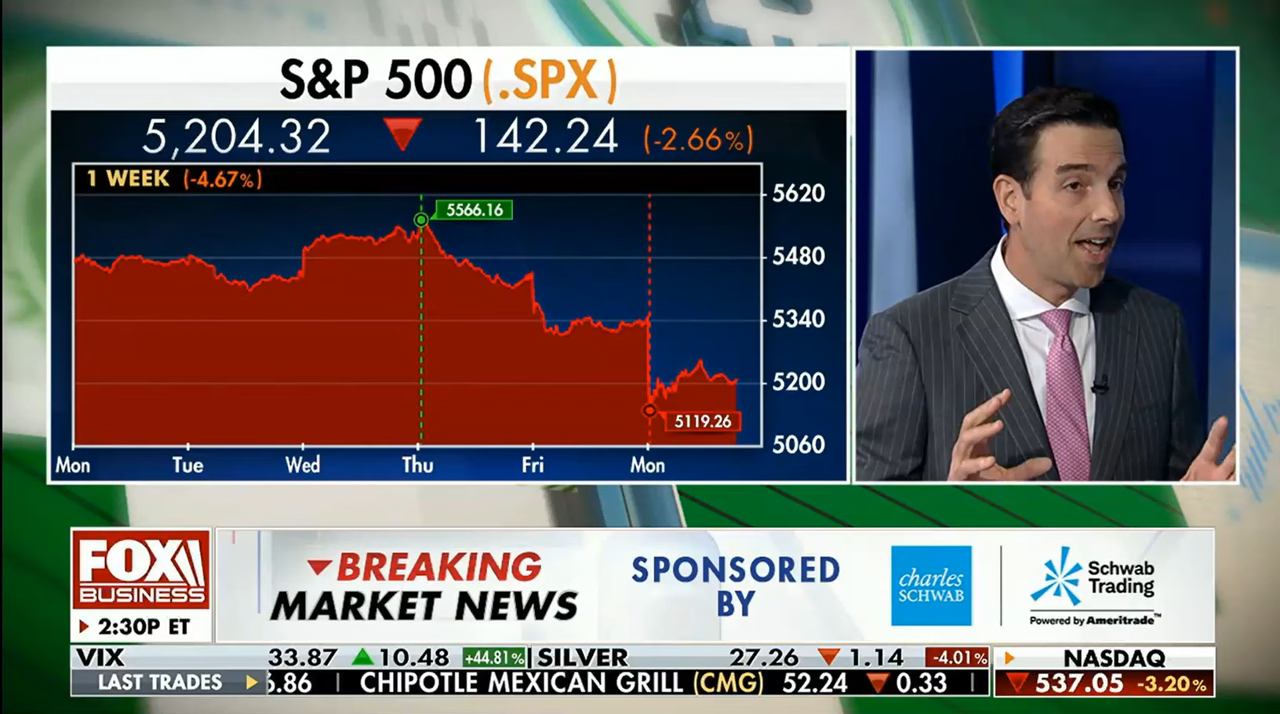 S&P 500 (.SPX)
5,204.32 ▼ 142.24 (-2.66%)
1 WEEK (-4.67%)
5566.16
5119.26
5620
5480
5340
5200
5060
Mon Tue Wed Thu Fri Mon
FOX
BUSINESS
2:30P ET
▼BREAKING
MARKET NEWS
SPONSORED
BY
charles
SCHWAB
Schwab
Trading
Powered by Ameritrade™
VIX 33.87 ▲ 10.48 +44.81% SILVER 27.26 ▼ 1.14 -4.01%
LAST TRADES 5.86 | CHIPOTLE MEXICAN GRILL (CMG) 52.24 ▼ 0.33 |
NASDAQ
▼ 537.05 -3.20%